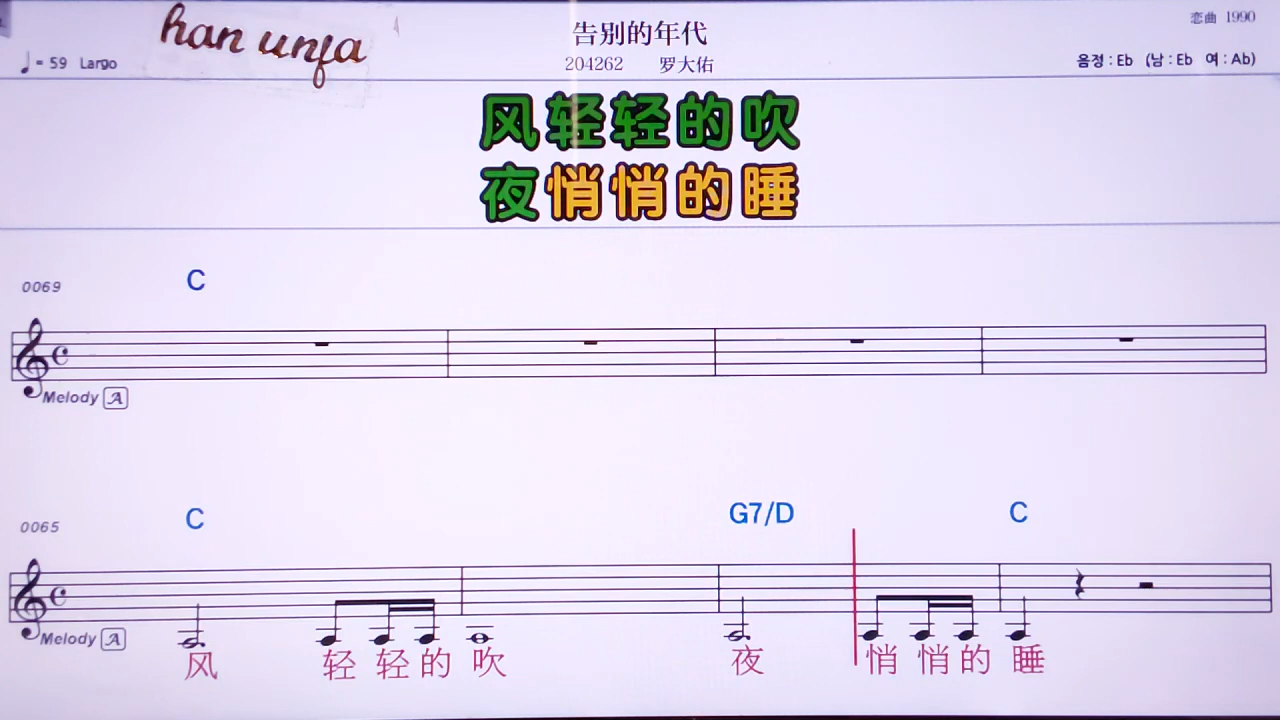 han unfa
告别的年代
恋曲 1990
♩ = 59 Largo
204262 罗大佑
음정 : Eb (남 : Eb 여 : Ab)
风轻轻的吹
夜悄悄的睡
0069
C
Melody A
0065
C G7/D C
Melody A
风 轻 轻 的 吹 夜 悄 悄 的 睡